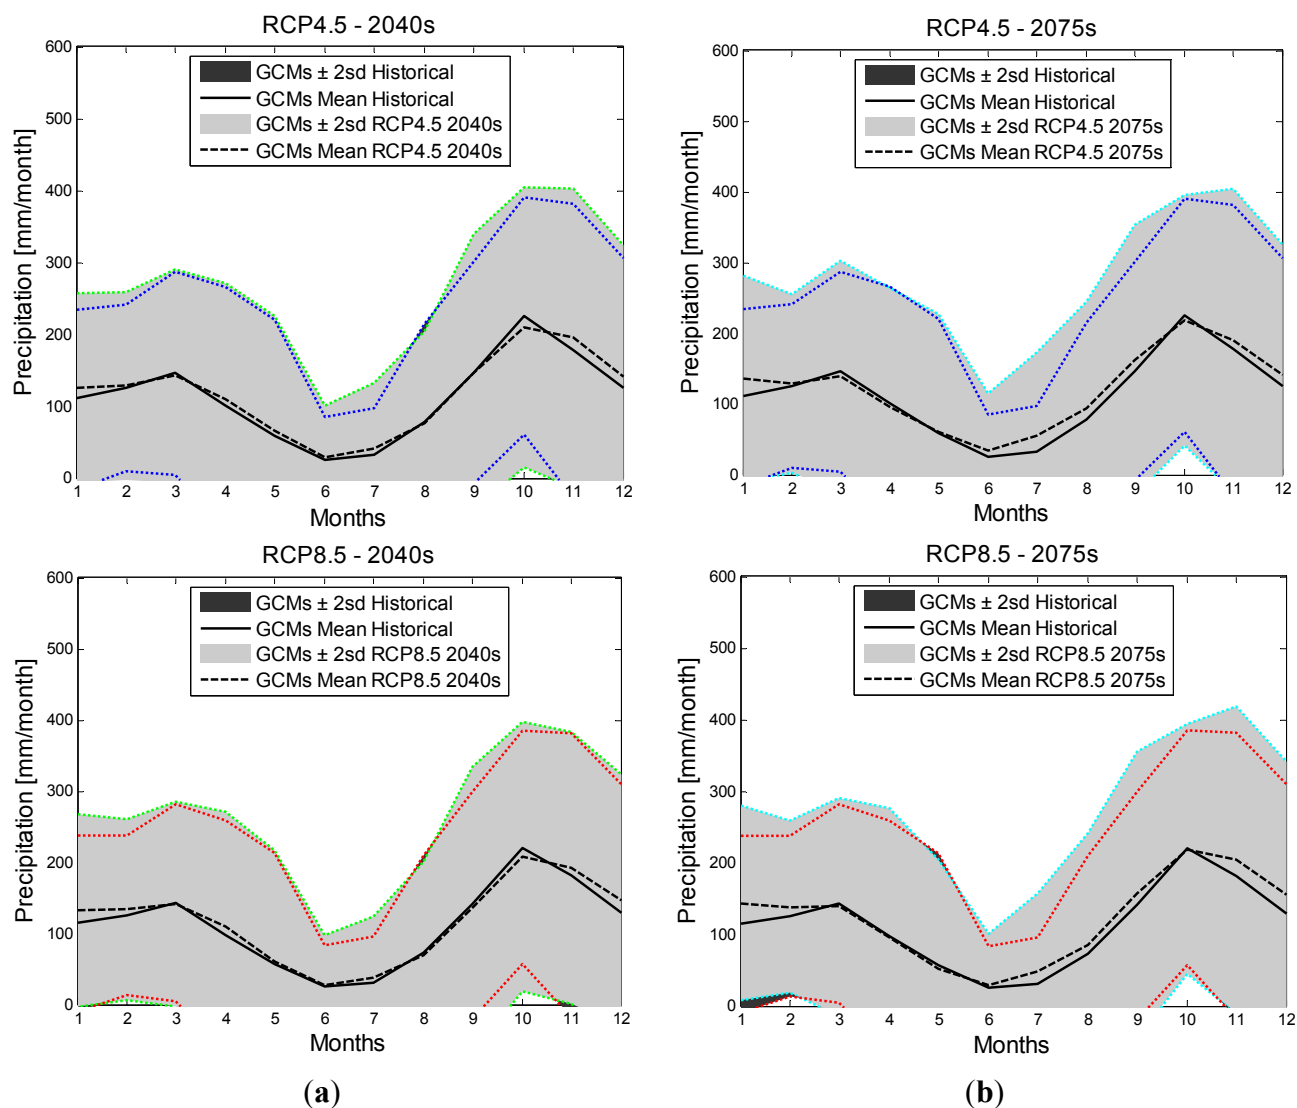 RCP4.5 - 2040s
600
500
400
300
200
100
0
Precipitation [mm/month]
GCMs ± 2sd Historical
GCMs Mean Historical
GCMs ± 2sd RCP4.5 2040s
GCMs Mean RCP4.5 2040s
1 2 3 4 5 6 7 8 9 10 11 12
Months
RCP4.5 - 2075s
600
500
400
300
200
100
0
Precipitation [mm/month]
GCMs ± 2sd Historical
GCMs Mean Historical
GCMs ± 2sd RCP4.5 2075s
GCMs Mean RCP4.5 2075s
1 2 3 4 5 6 7 8 9 10 11 12
Months
RCP8.5 - 2040s
600
500
400
300
200
100
0
Precipitation [mm/month]
GCMs ± 2sd Historical
GCMs Mean Historical
GCMs ± 2sd RCP8.5 2040s
GCMs Mean RCP8.5 2040s
1 2 3 4 5 6 7 8 9 10 11 12
Months
RCP8.5 - 2075s
600
500
400
300
200
100
0
Precipitation [mm/month]
GCMs ± 2sd Historical
GCMs Mean Historical
GCMs ± 2sd RCP8.5 2075s
GCMs Mean RCP8.5 2075s
1 2 3 4 5 6 7 8 9 10 11 12
Months
(a)
(b)